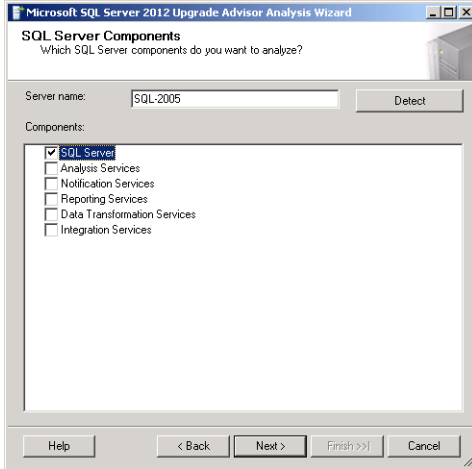 Microsoft SQL Server 2012 Upgrade Advisor Analysis Wizard
SQL Server Components
Which SQL Server components do you want to analyze?
Server name:
SQL-2005
Detect
Components:
SQL Server
Analysis Services
Notification Services
Reporting Services
Data Transformation Services
Integration Services
Help
< Back
Next >
Finish >>|
Cancel